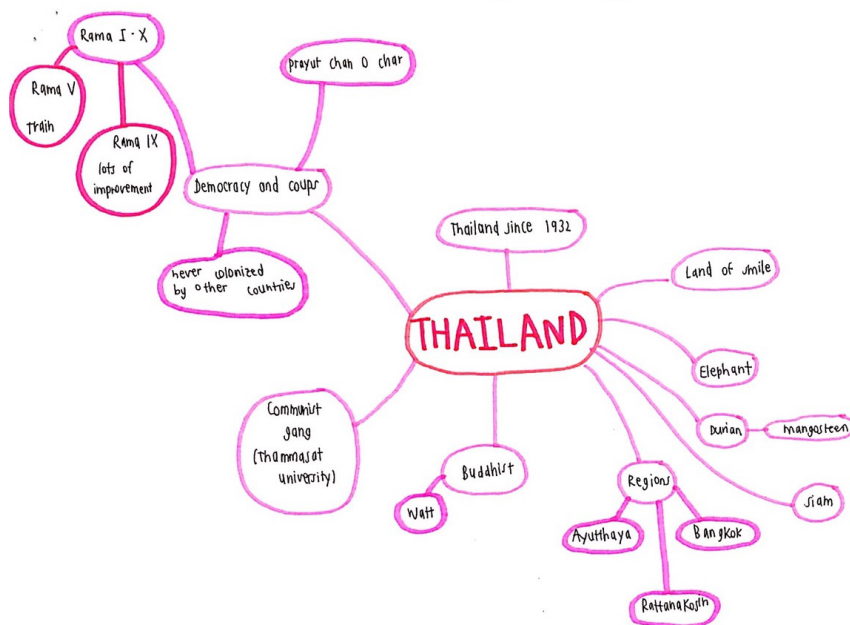 Rama I - X
Rama V
Train
Rama IX
lots of
improvement
prayut chan O char
Democracy and coups
never colonized
by other countries
Thailand since 1932
Land of smile
THAILAND
Elephant
Durian
mangosteen
Siam
Communist
gang
(Thammasat
university)
Buddhist
Watt
Regions
Ayutthaya
Bangkok
Rattanakosin